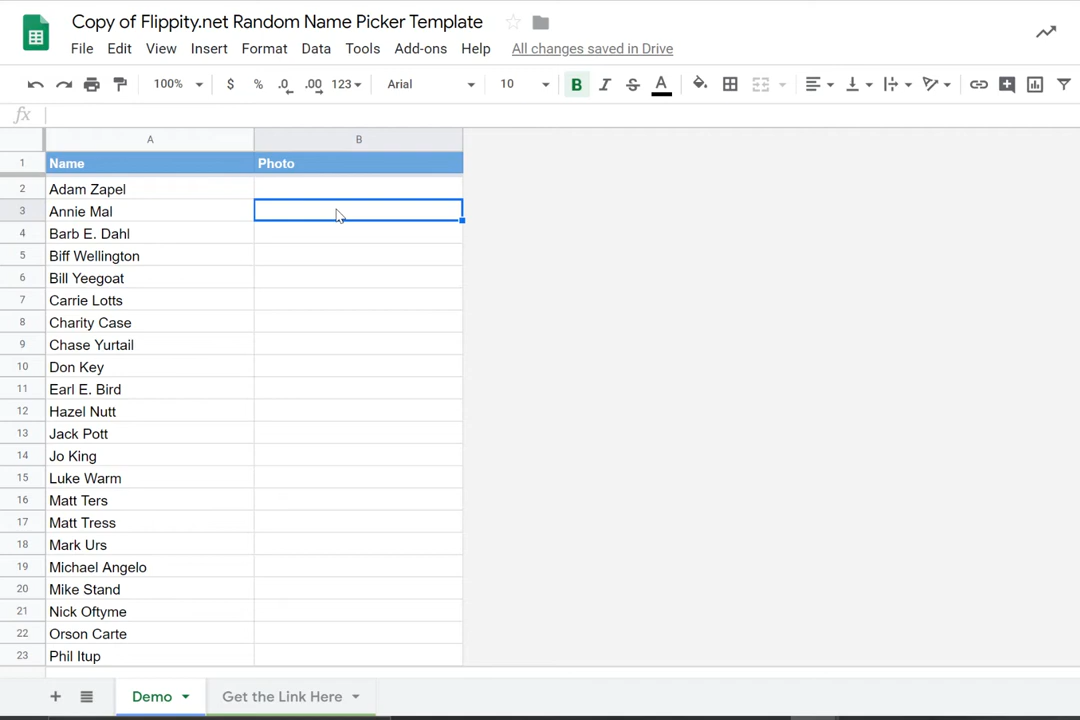 Copy of Flippity.net Random Name Picker Template
File Edit View Insert Format Data Tools Add-ons Help All changes saved in Drive
100% $ % .0 .00 123 Arial 10 B I S A
fx
A B
1 Name Photo
2 Adam Zapel
3 Annie Mal
4 Barb E. Dahl
5 Biff Wellington
6 Bill Yeegoat
7 Carrie Lotts
8 Charity Case
9 Chase Yurtail
10 Don Key
11 Earl E. Bird
12 Hazel Nutt
13 Jack Pott
14 Jo King
15 Luke Warm
16 Matt Ters
17 Matt Tress
18 Mark Urs
19 Michael Angelo
20 Mike Stand
21 Nick Oftyme
22 Orson Carte
23 Phil Itup
+ Demo Get the Link Here